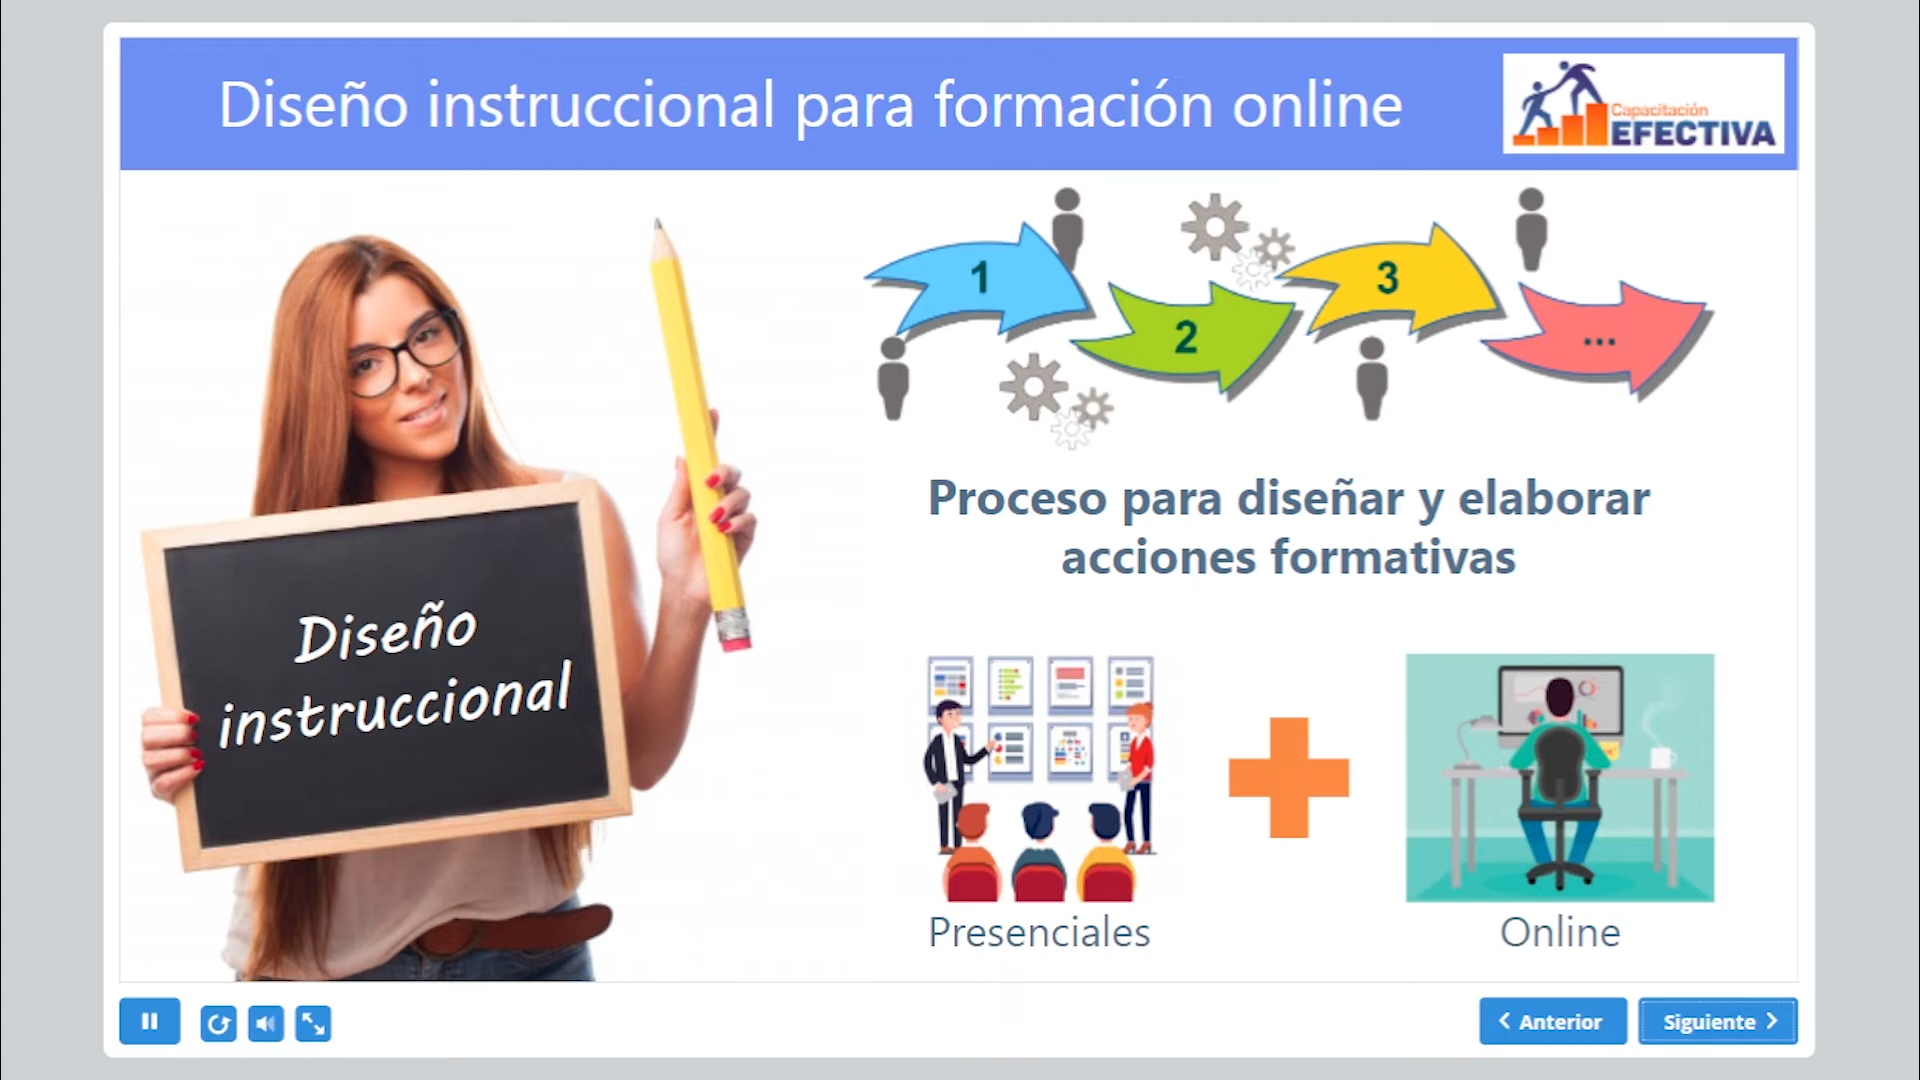 Diseño instruccional para formación online
Capacitación
EFECTIVA
1
2
3
...
Proceso para diseñar y elaborar
acciones formativas
Diseño
instruccional
Presenciales
Online
Anterior
Siguiente